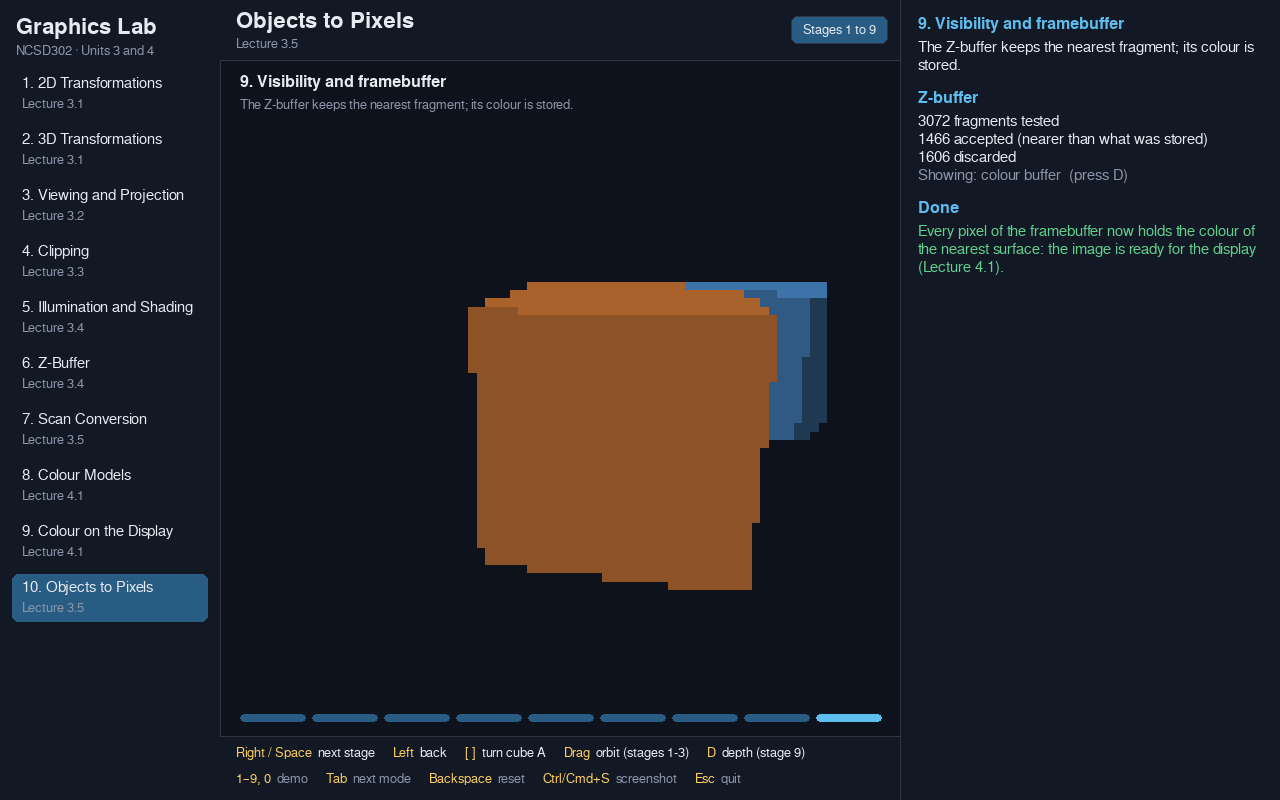 Graphics Lab
NCSD302 · Units 3 and 4
1. 2D Transformations
Lecture 3.1
2. 3D Transformations
Lecture 3.1
3. Viewing and Projection
Lecture 3.2
4. Clipping
Lecture 3.3
5. Illumination and Shading
Lecture 3.4
6. Z-Buffer
Lecture 3.4
7. Scan Conversion
Lecture 3.5
8. Colour Models
Lecture 4.1
9. Colour on the Display
Lecture 4.1
10. Objects to Pixels
Lecture 3.5
Objects to Pixels
Lecture 3.5
Stages 1 to 9
9. Visibility and framebuffer
The Z-buffer keeps the nearest fragment; its colour is stored.
Right / Space next stage Left back [ ] turn cube A Drag orbit (stages 1-3) D depth (stage 9)
1–9, 0 demo Tab next mode Backspace reset Ctrl/Cmd+S screenshot Esc quit
9. Visibility and framebuffer
The Z-buffer keeps the nearest fragment; its colour is
stored.
Z-buffer
3072 fragments tested
1466 accepted (nearer than what was stored)
1606 discarded
Showing: colour buffer (press D)
Done
Every pixel of the framebuffer now holds the colour of
the nearest surface: the image is ready for the display
(Lecture 4.1).